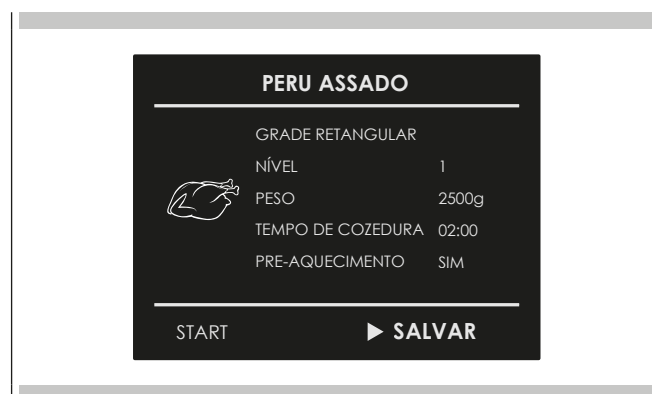 PERU ASSADO
GRADE RETANGULAR
NÍVEL 1
PESO 2500g
TEMPO DE COZEDURA 02:00
PRE-AQUECIMENTO SIM
START ▶ SALVAR